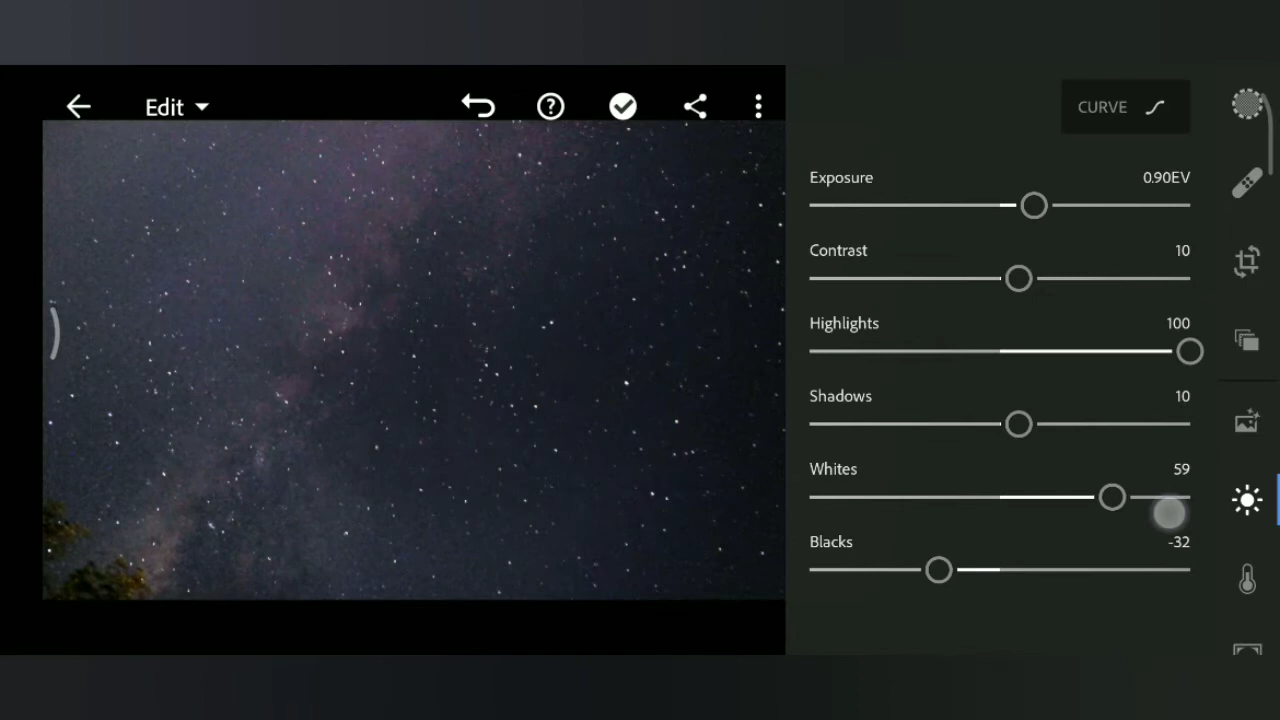 Edit
CURVE
Exposure 0.90EV
Contrast 10
Highlights 100
Shadows 10
Whites 59
Blacks -32